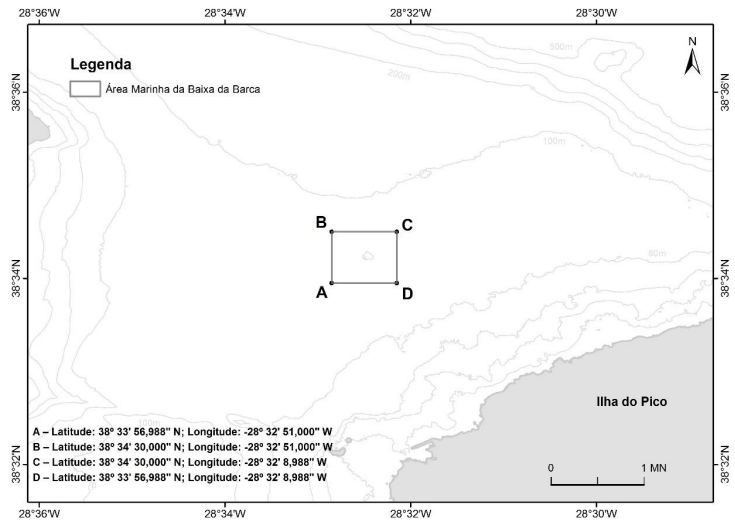 28°36'W 28°34'W 28°32'W 28°30'W
N
500m
200m
Legenda
Área Marinha da Baixa da Barca
38°36'N 38°36'N
100m
B C
38°34'N 38°34'N
A D
Ilha do Pico
100m
A – Latitude: 38º 33' 56,988'' N; Longitude: -28º 32' 51,000'' W
B – Latitude: 38º 34' 30,000'' N; Longitude: -28º 32' 51,000'' W
C – Latitude: 38º 34' 30,000'' N; Longitude: -28º 32' 8,988'' W
D – Latitude: 38º 33' 56,988'' N; Longitude: -28º 32' 8,988'' W
0 1 MN
38°32'N 38°32'N
28°36'W 28°34'W 28°32'W 28°30'W